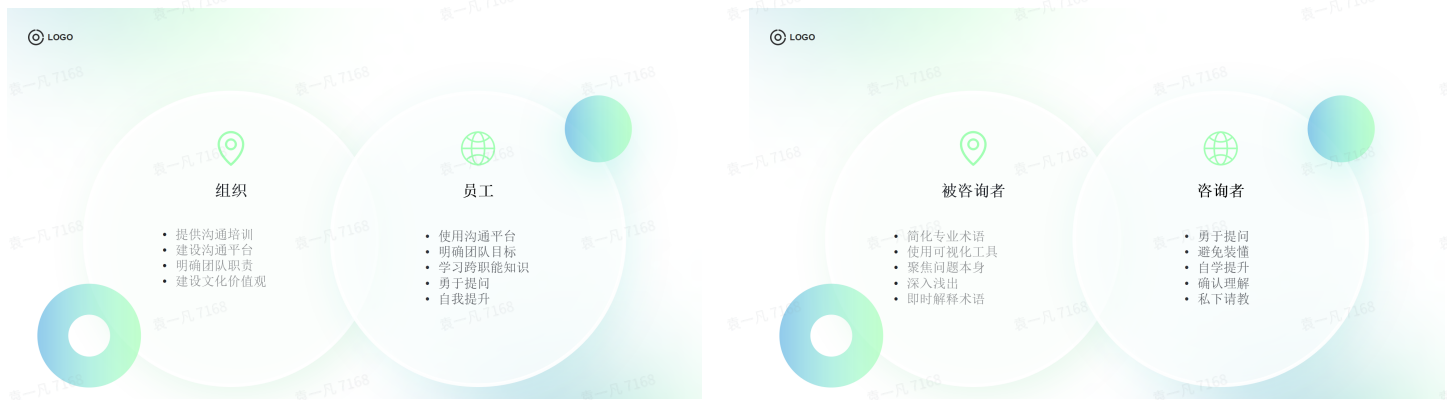 LOGO
组织
提供沟通培训
建设沟通平台
明确团队职责
建设文化价值观
员工
使用沟通平台
明确团队目标
学习跨职能知识
勇于提问
自我提升
LOGO
被咨询者
简化专业术语
使用可视化工具
聚焦问题本身
深入浅出
即时解释术语
咨询者
勇于提问
避免装懂
自学提升
确认理解
私下请教
袁一凡 7168